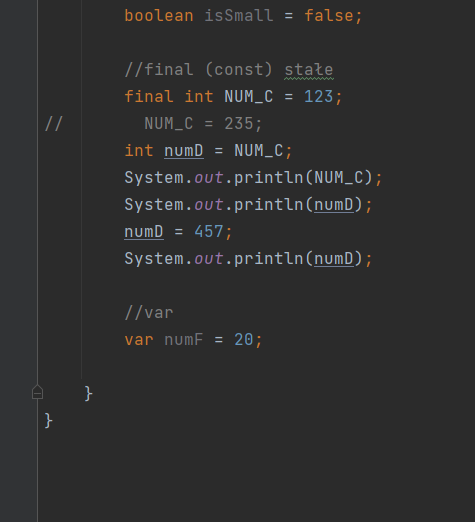 boolean isSmall = false;
//final (const) stałe
final int NUM_C = 123;
// NUM_C = 235;
int numD = NUM_C;
System.out.println(NUM_C);
System.out.println(numD);
numD = 457;
System.out.println(numD);
//var
var numF = 20;
}
}